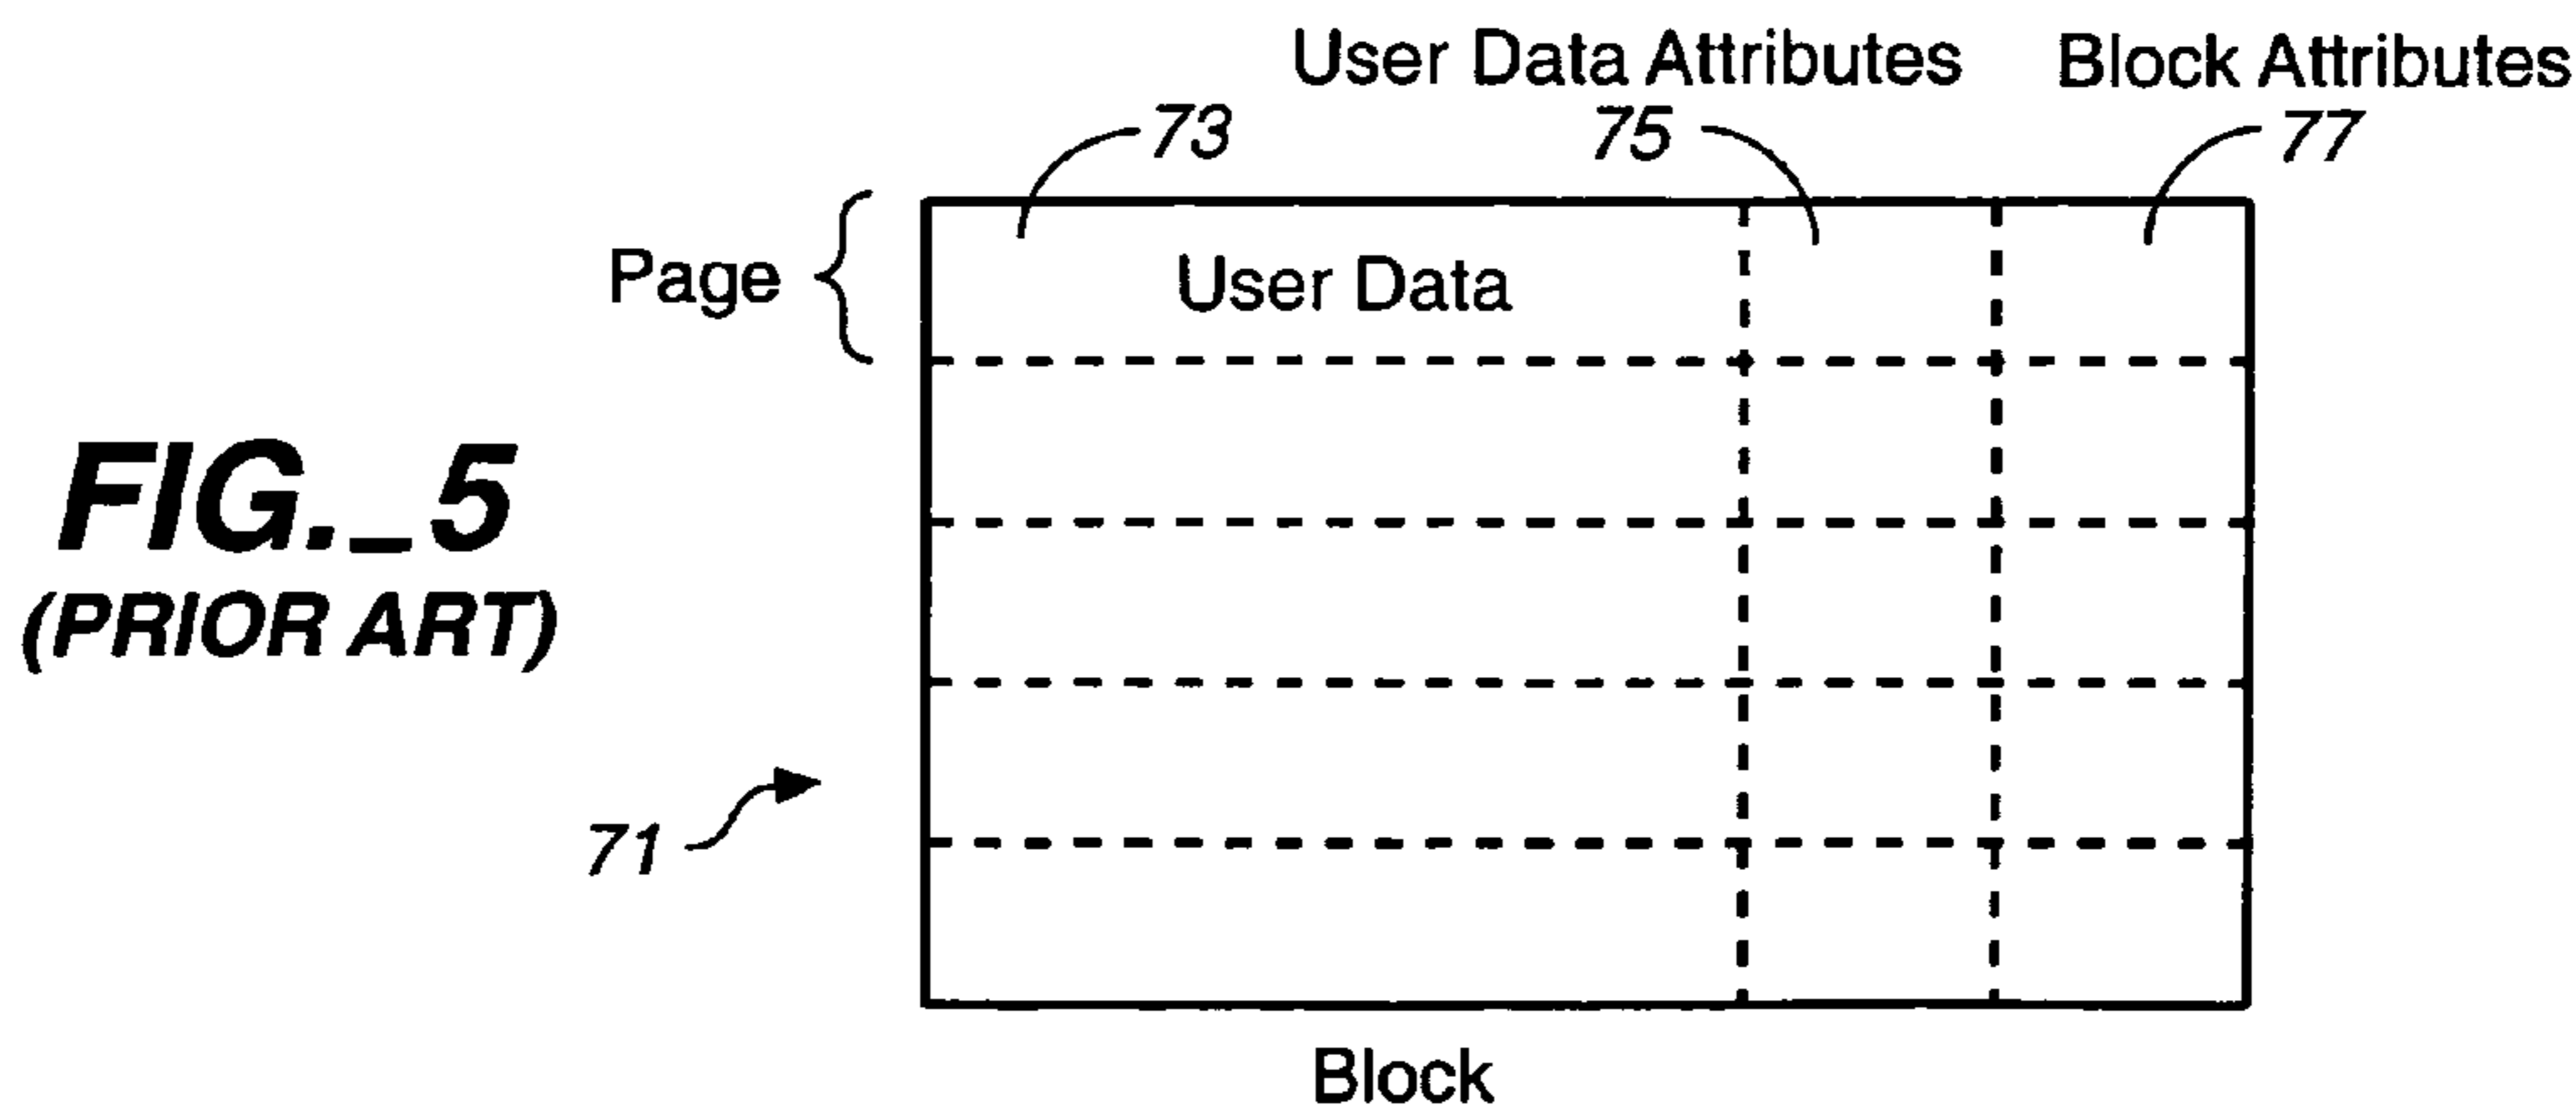 User Data Attributes
Block Attributes
73
75
77
Page
User Data
FIG._5
(PRIOR ART)
71
Block